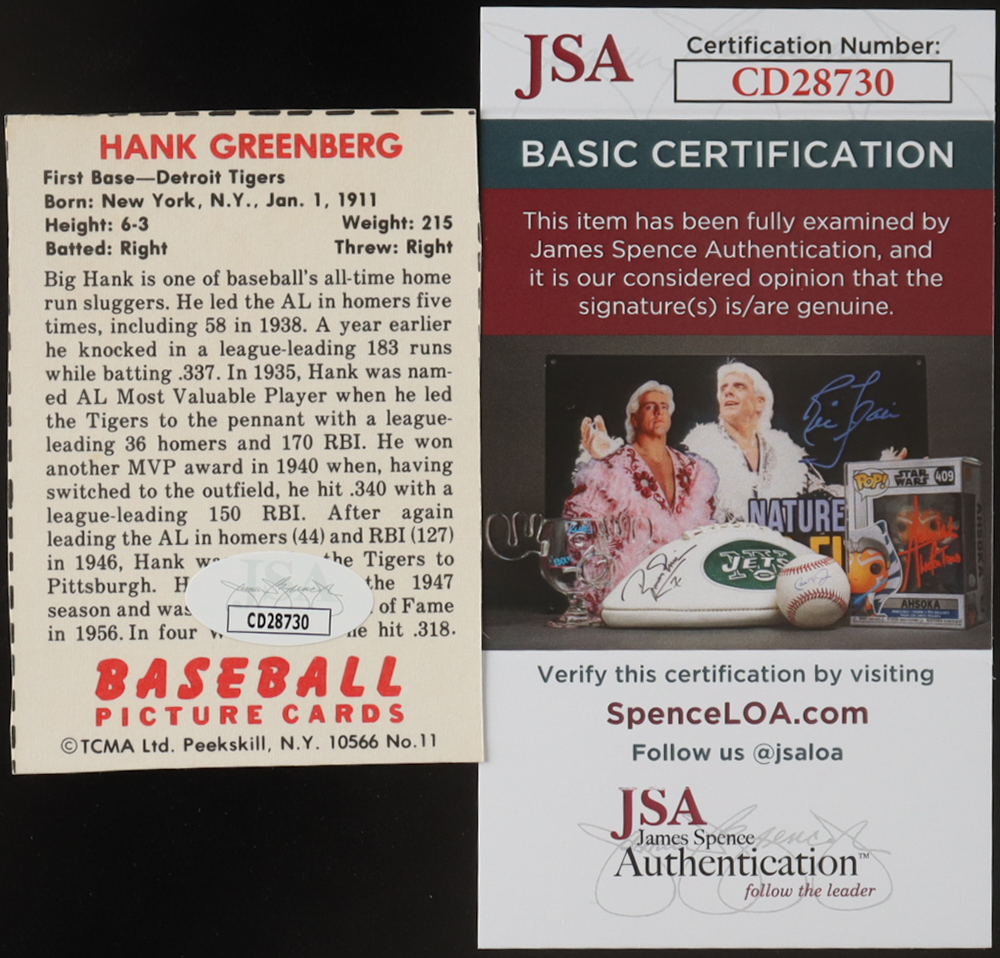 HANK GREENBERG
First Base—Detroit Tigers
Born: New York, N.Y., Jan. 1, 1911
Height: 6-3 Weight: 215
Batted: Right Threw: Right
Big Hank is one of baseball's all-time home
run sluggers. He led the AL in homers five
times, including 58 in 1938. A year earlier
he knocked in a league-leading 183 runs
while batting .337. In 1935, Hank was nam-
ed AL Most Valuable Player when he led
the Tigers to the pennant with a league-
leading 36 homers and 170 RBI. He won
another MVP award in 1940 when, having
switched to the outfield, he hit .340 with a
league-leading 150 RBI. After again
leading the AL in homers (44) and RBI (127)
in 1946, Hank the Tigers to
Pittsburgh. the 1947
season and was of Fame
in 1956. In four he hit .318.
JSA
CD28730
BASEBALL
PICTURE CARDS
©TCMA Ltd. Peekskill, N.Y. 10566 No.11
JSA
Certification Number:
CD28730
BASIC CERTIFICATION
This item has been fully examined by
James Spence Authentication, and
it is our considered opinion that the
signature(s) is/are genuine.
Ric Flair
NATURE
JETS
POP!
STAR WARS
409
AHSOKA
Verify this certification by visiting
SpenceLOA.com
Follow us @jsaloa
JSA
James Spence
Authentication™
follow the leader